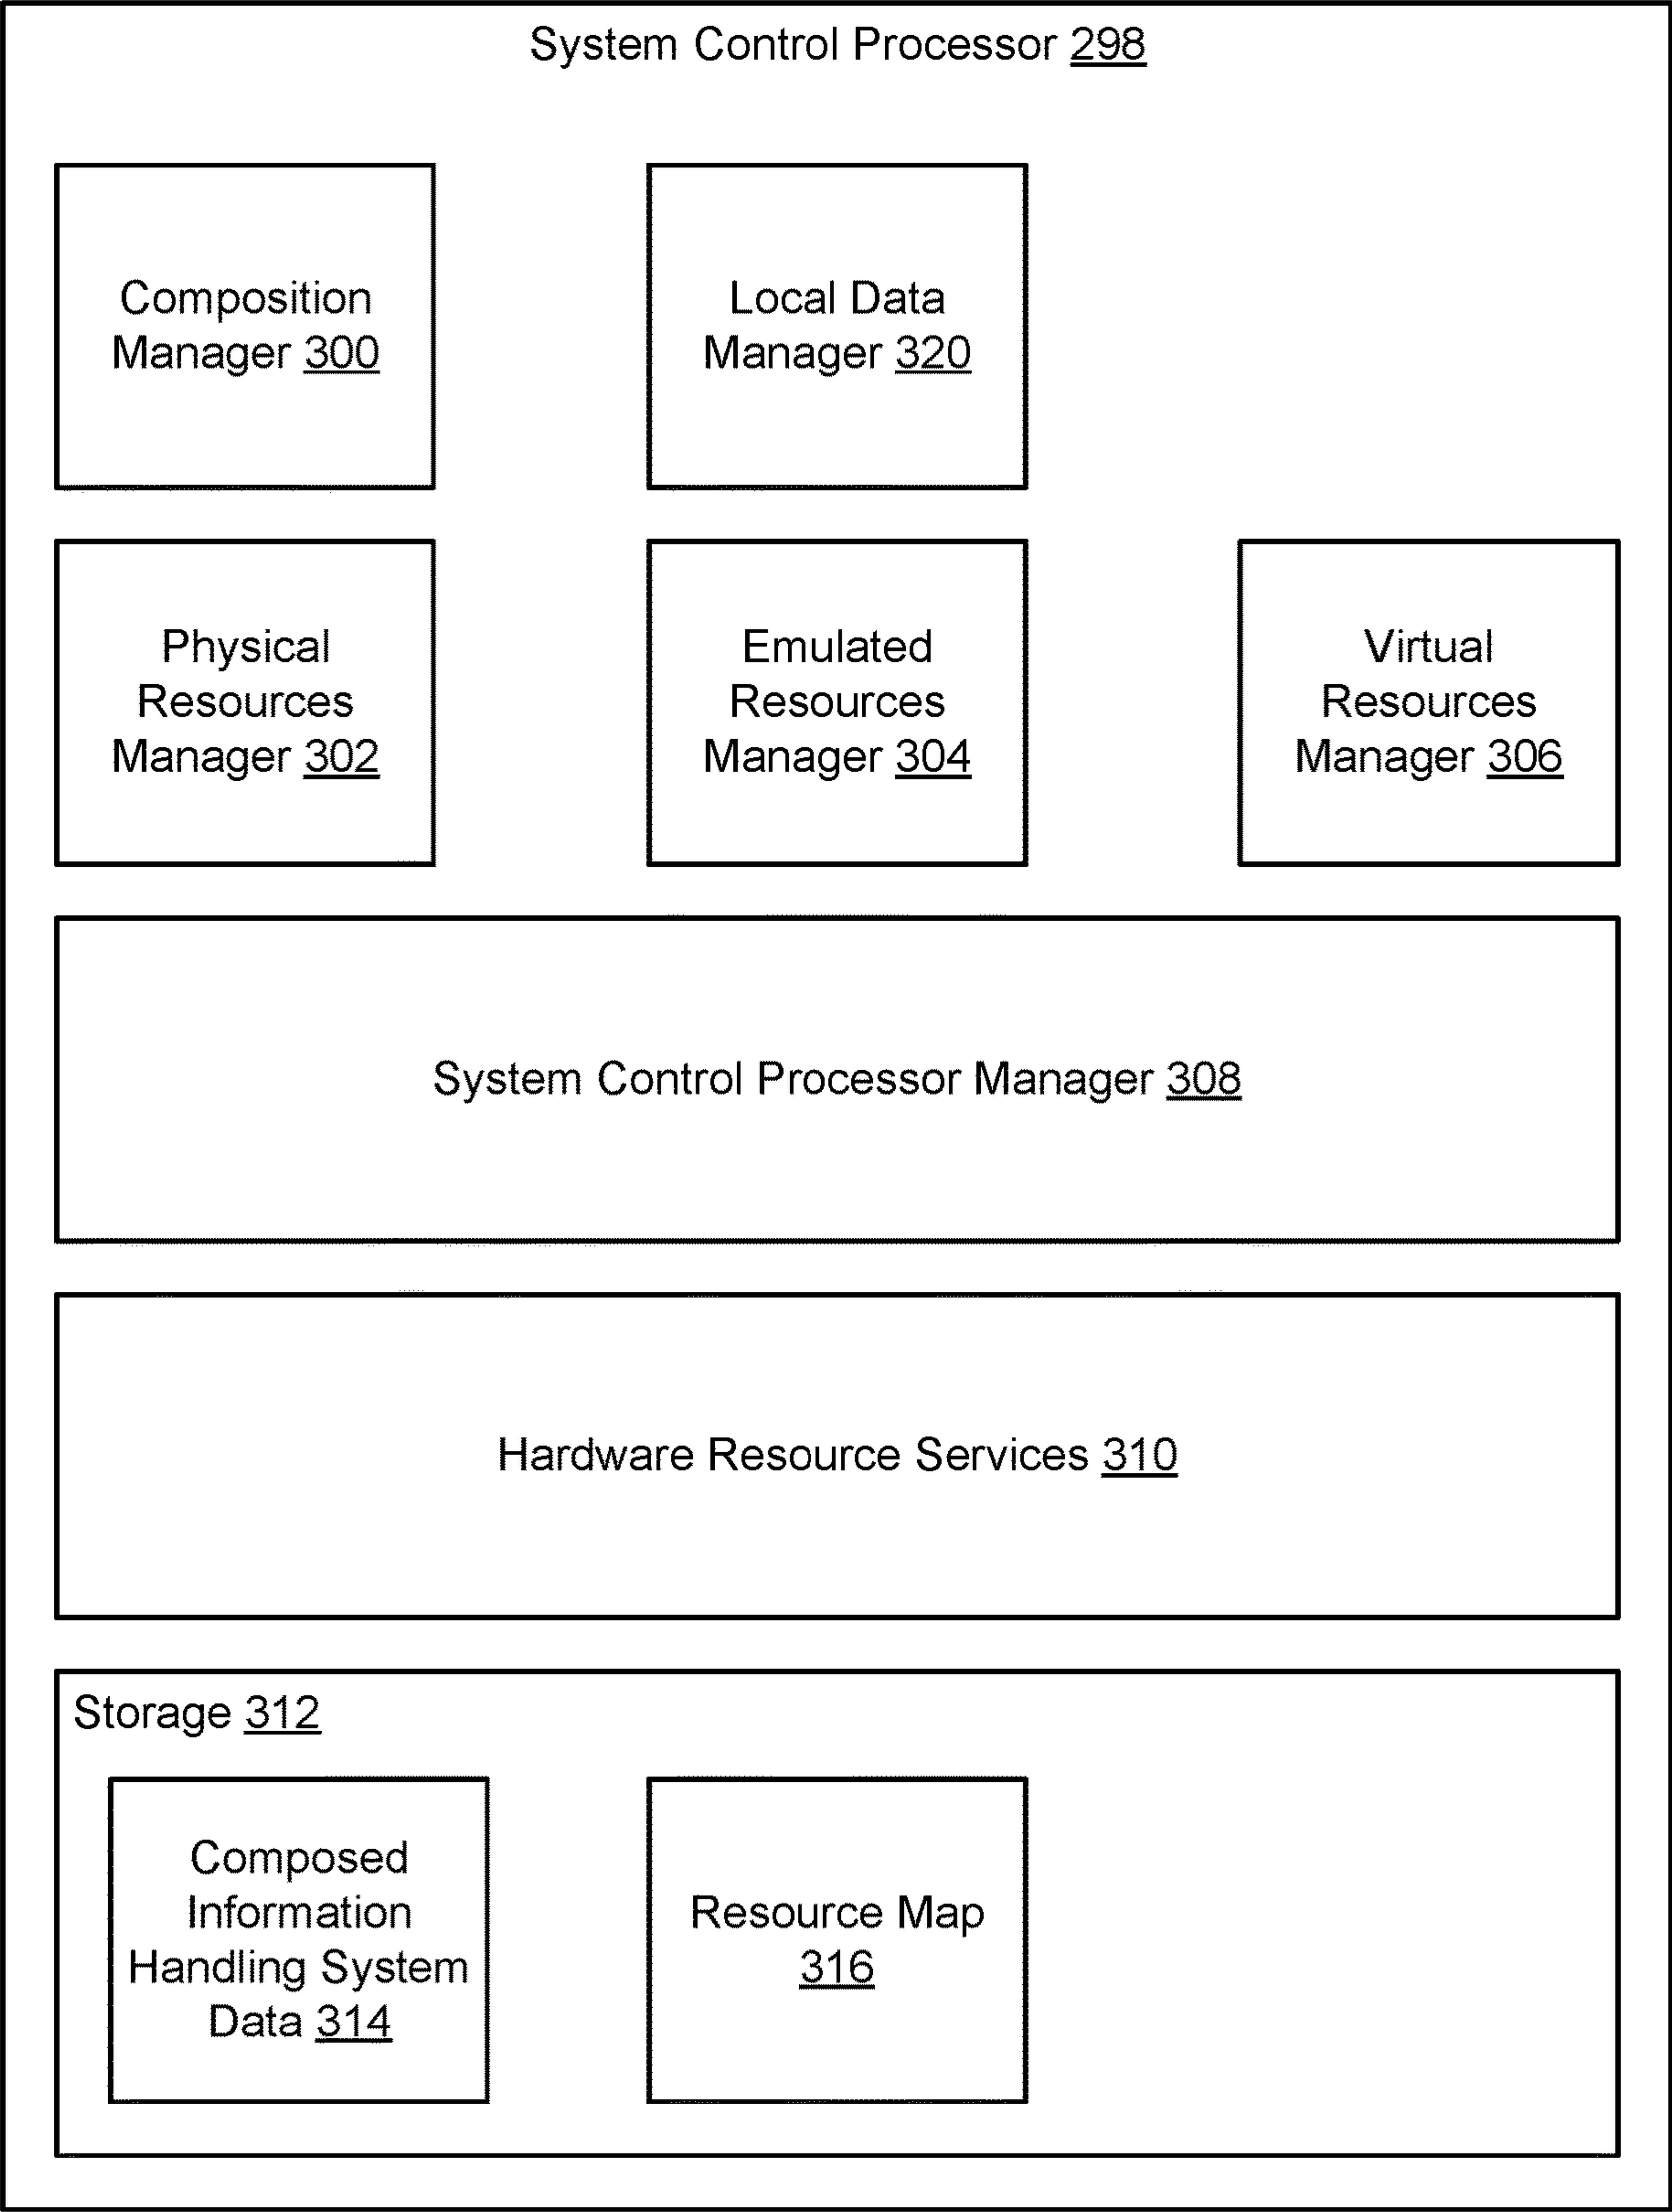 System Control Processor 298
Composition
Manager 300
Local Data
Manager 320
Physical
Resources
Manager 302
Emulated
Resources
Manager 304
Virtual
Resources
Manager 306
System Control Processor Manager 308
Hardware Resource Services 310
Storage 312
Composed
Information
Handling System
Data 314
Resource Map
316